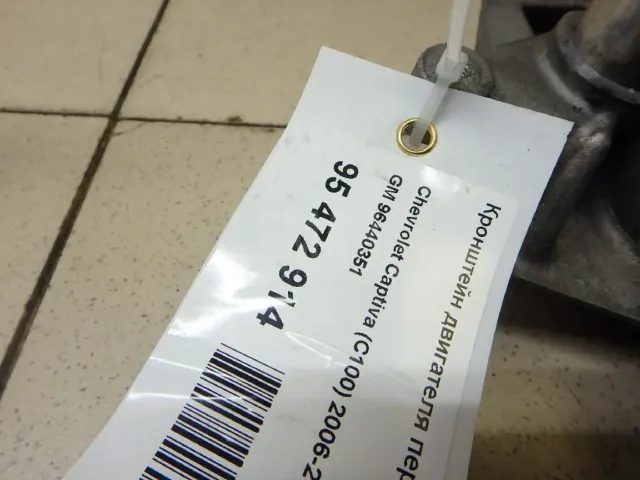 Кронштейн двигателя пер
Chevrolet Captiva (C100) 2006-2
GM 96440351
95 472 914